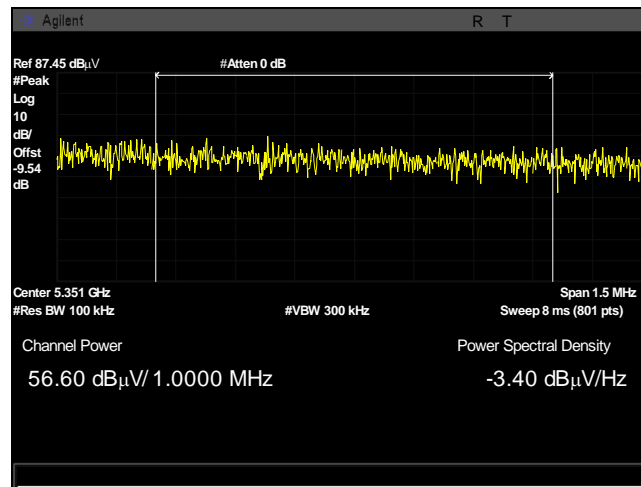 Agilent R T
Ref 87.45 dBμV #Atten 0 dB
#Peak
Log
10
dB/
Offst
-9.54
dB
Center 5.351 GHz Span 1.5 MHz
#Res BW 100 kHz #VBW 300 kHz Sweep 8 ms (801 pts)
Channel Power Power Spectral Density
56.60 dBμV/ 1.0000 MHz -3.40 dBμV/Hz